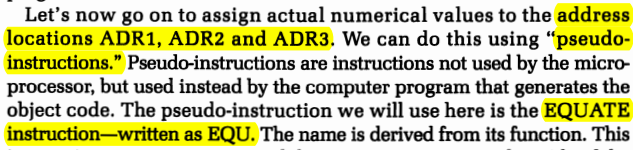 Let's now go on to assign actual numerical values to the address
locations ADR1, ADR2 and ADR3. We can do this using "pseudo-
instructions." Pseudo-instructions are instructions not used by the micro-
processor, but used instead by the computer program that generates the
object code. The pseudo-instruction we will use here is the EQUATE
instruction—written as EQU. The name is derived from its function. This